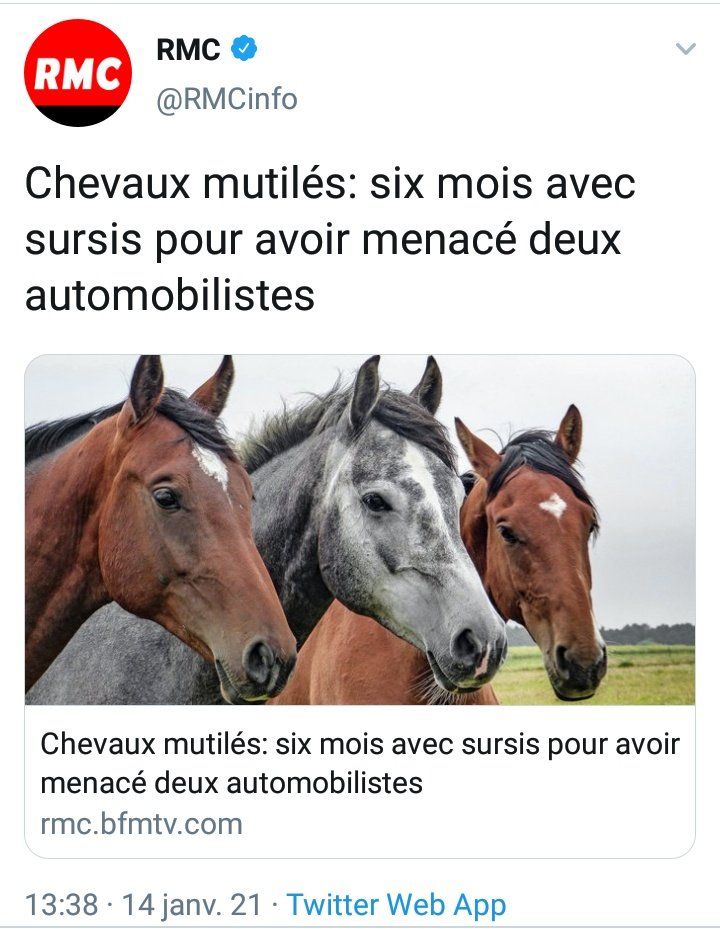 RMC
RMC
@RMCinfo
Chevaux mutilés: six mois avec
sursis pour avoir menacé deux
automobilistes
Chevaux mutilés: six mois avec sursis pour avoir
menacé deux automobilistes
rmc.bfmtv.com
13:38 · 14 janv. 21 · Twitter Web App